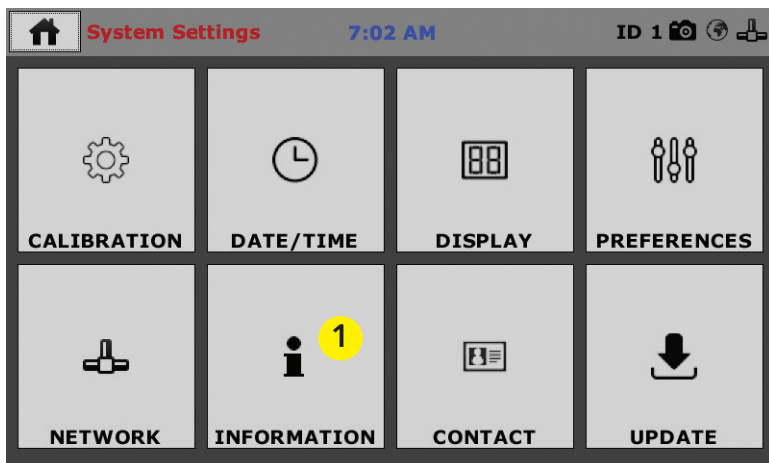 System Settings 7:02 AM ID 1
CALIBRATION DATE/TIME DISPLAY PREFERENCES
1
NETWORK INFORMATION CONTACT UPDATE